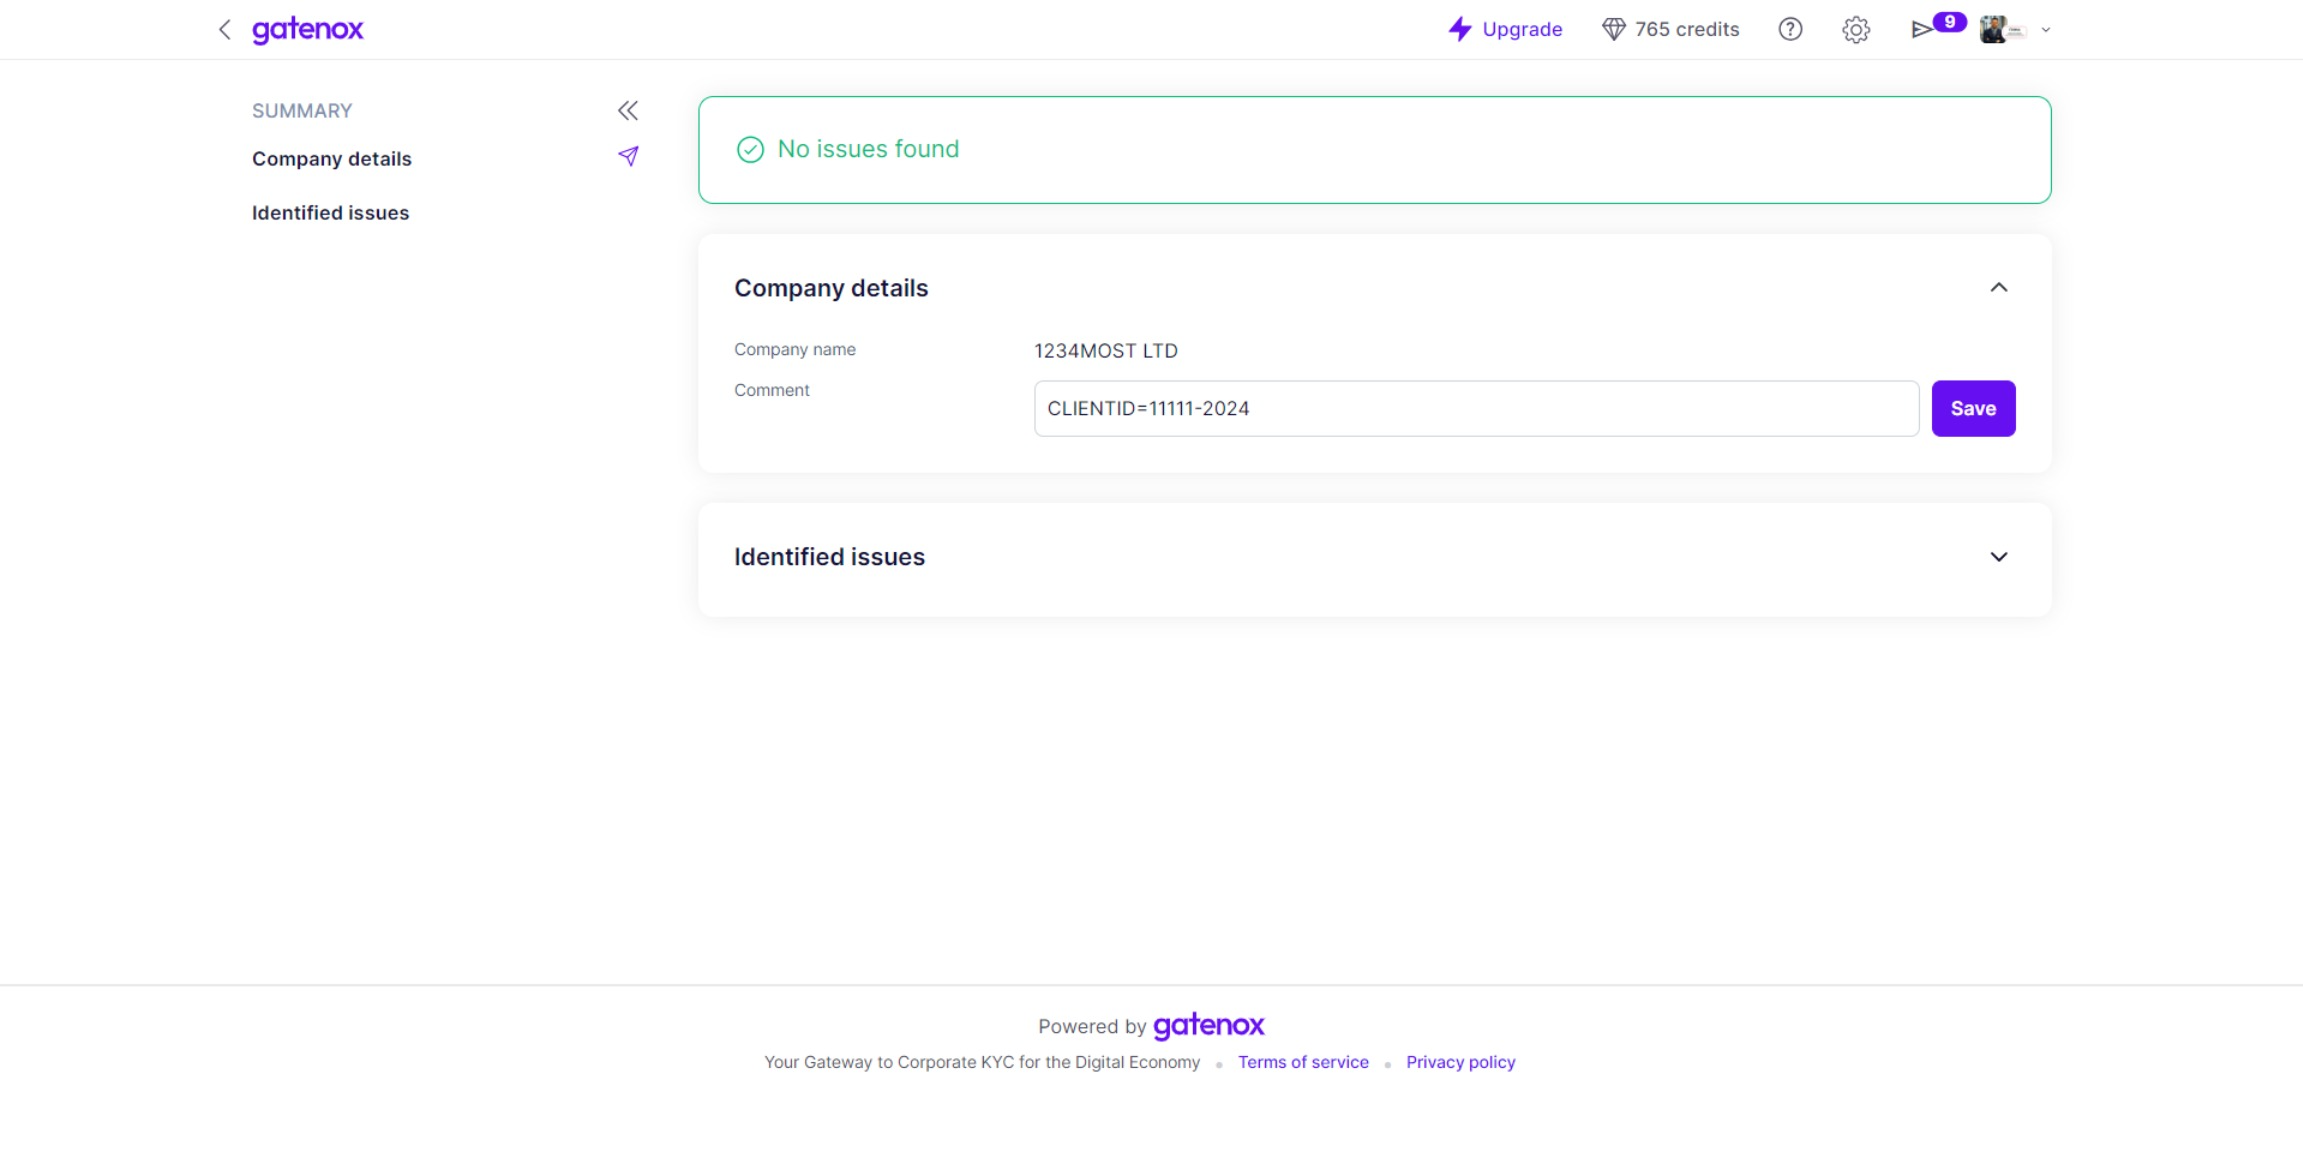 gatenox
Upgrade
765 credits
9
SUMMARY
Company details
Identified issues
No issues found
Company details
Company name
1234MOST LTD
Comment
CLIENTID=11111-2024
Save
Identified issues
Powered by gatenox
Your Gateway to Corporate KYC for the Digital Economy • Terms of service • Privacy policy